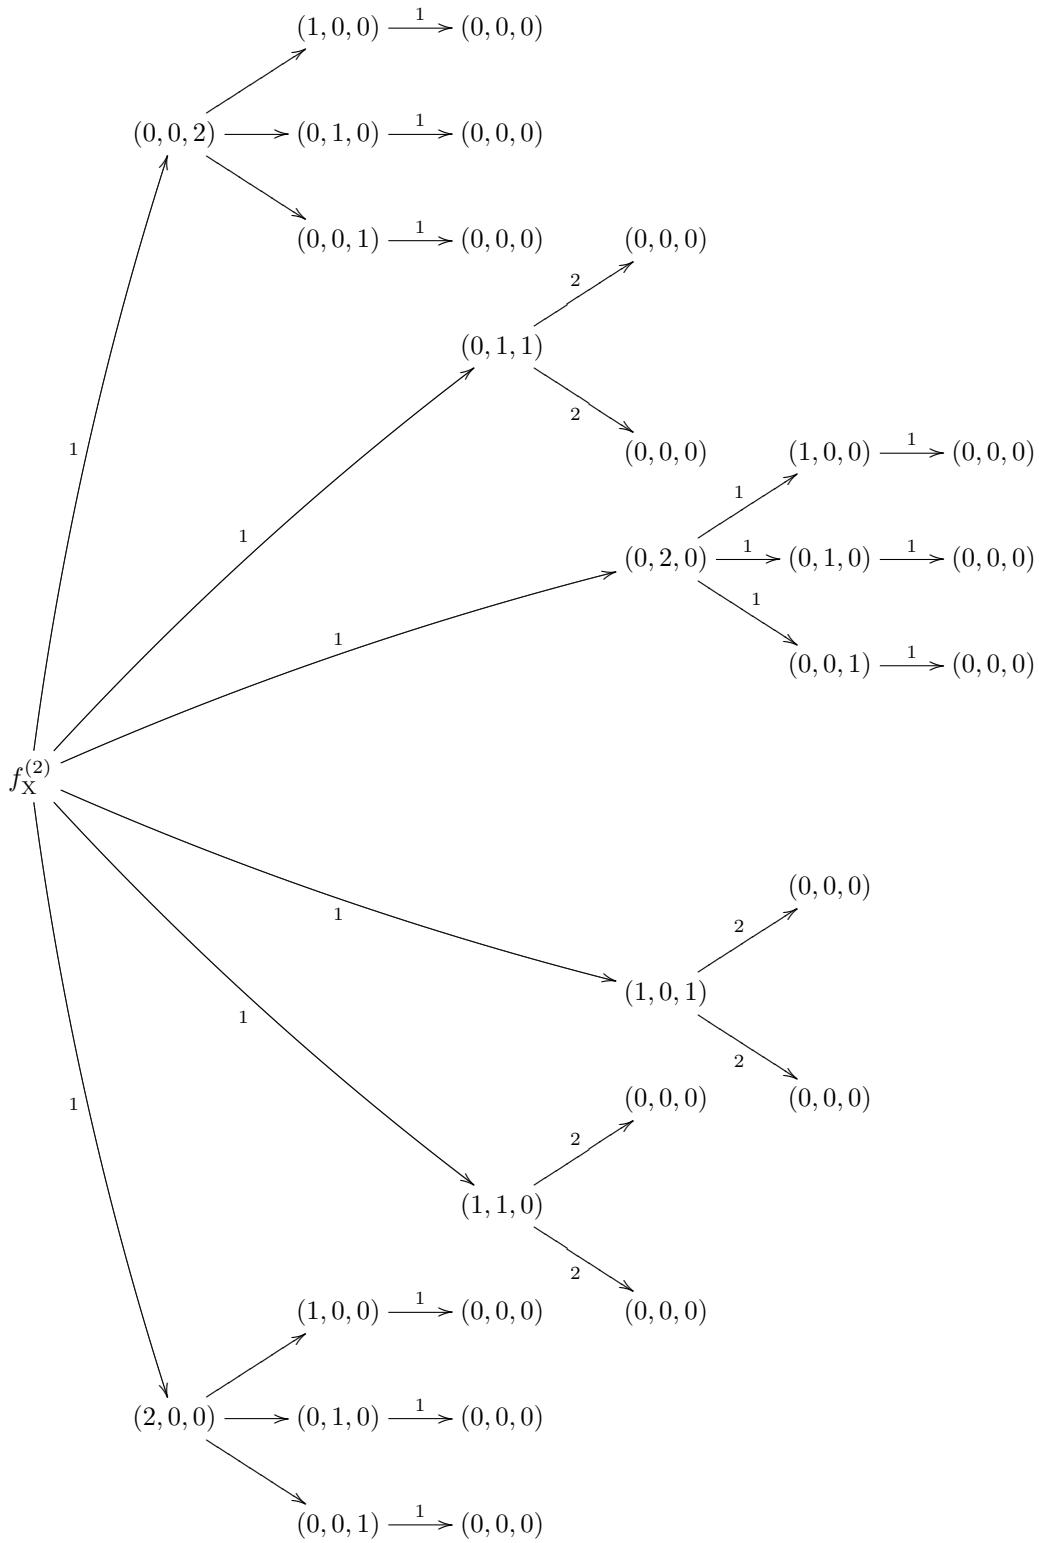 (1, 0, 0) 1 (0, 0, 0)
(0, 0, 2) (0, 1, 0) 1 (0, 0, 0)
(0, 0, 1) 1 (0, 0, 0) (0, 0, 0)
2
(0, 1, 1)
2
1 (0, 0, 0) (1, 0, 0) 1 (0, 0, 0)
1
1
(0, 2, 0) 1 (0, 1, 0) 1 (0, 0, 0)
1
1
(0, 0, 1) 1 (0, 0, 0)
f_X^{(2)}
(0, 0, 0)
1
2
(1, 0, 1)
1
2
1 (0, 0, 0) (0, 0, 0)
2
(1, 1, 0)
2
(1, 0, 0) 1 (0, 0, 0) (0, 0, 0)
(2, 0, 0) (0, 1, 0) 1 (0, 0, 0)
(0, 0, 1) 1 (0, 0, 0)